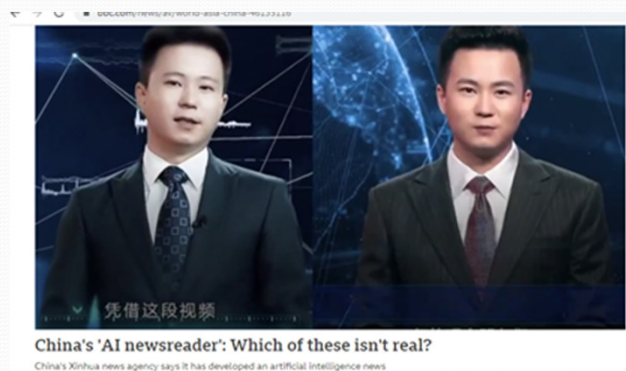 bbc.com/news/av/world-asia-china-46155116
凭借这段视频
China's 'AI newsreader': Which of these isn't real?
China's Xinhua news agency says it has developed an artificial intelligence news